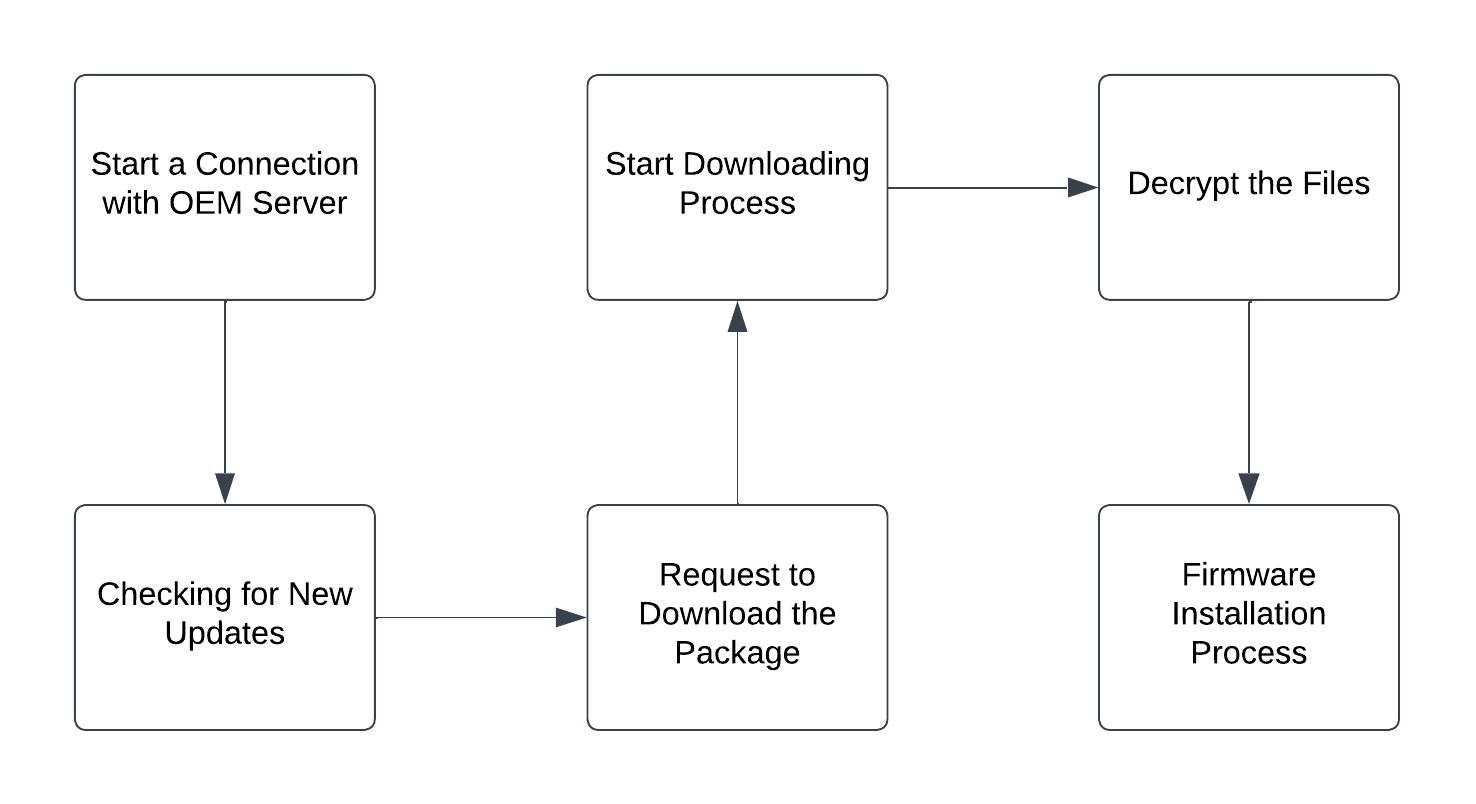 Start a Connection
with OEM Server
Checking for New
Updates
Request to
Download the
Package
Start Downloading
Process
Decrypt the Files
Firmware
Installation
Process